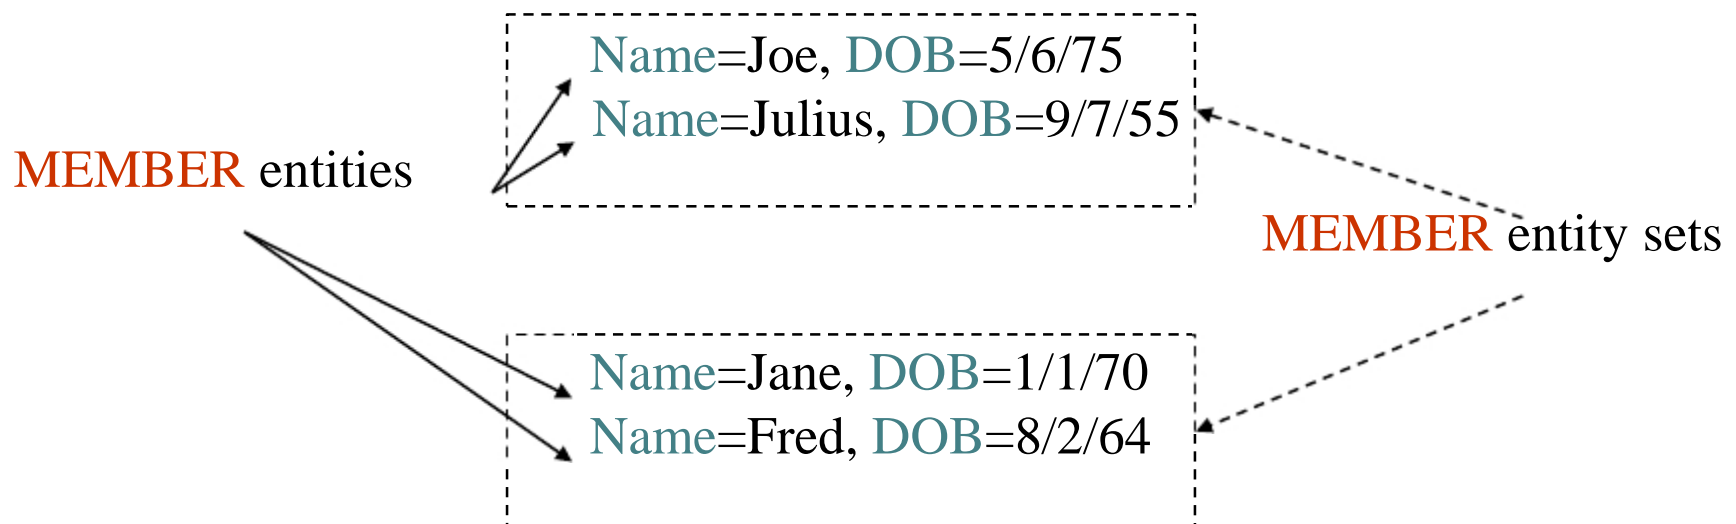 Name=Joe, DOB=5/6/75
Name=Julius, DOB=9/7/55
MEMBER entities
MEMBER entity sets
Name=Jane, DOB=1/1/70
Name=Fred, DOB=8/2/64